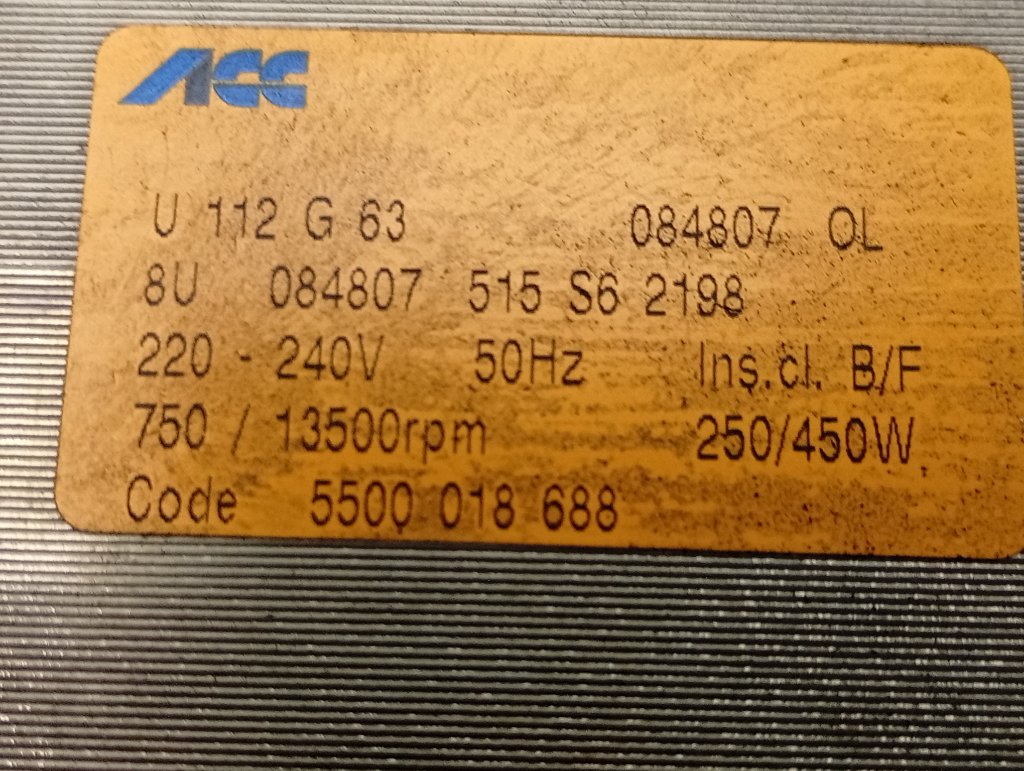 ACC
U 112 G 63 084807 OL
8U 084807 515 S6 2198
220 - 240V 50Hz Ins.cl. B/F
750 / 13500rpm 250/450W
Code 5500 018 688